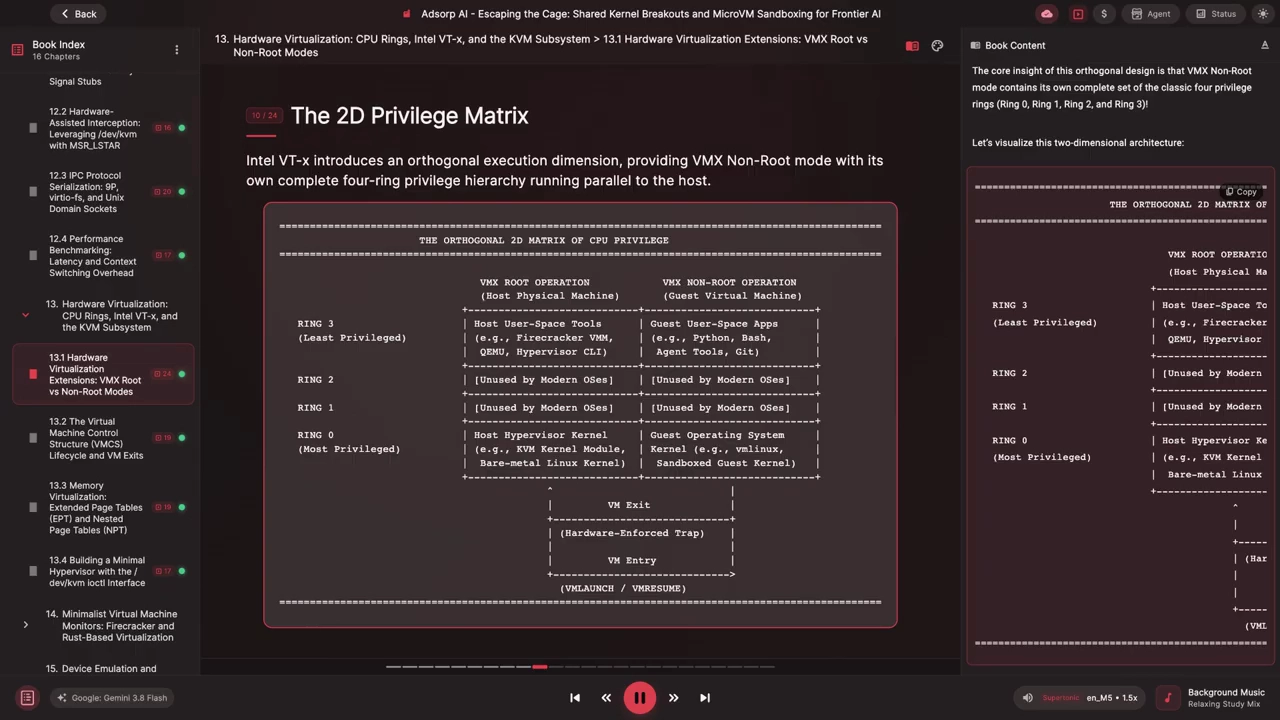 Back
Adsorp AI - Escaping the Cage: Shared Kernel Breakouts and MicroVM Sandboxing for Frontier AI
$
Agent
Status
Book Index
16 Chapters
Signal Stubs
12.2 Hardware-
Assisted Interception:
Leveraging /dev/kvm
with MSR_LSTAR
16
12.3 IPC Protocol
Serialization: 9P,
virtio-fs, and Unix
Domain Sockets
20
12.4 Performance
Benchmarking:
Latency and Context
Switching Overhead
17
13. Hardware Virtualization:
CPU Rings, Intel VT-x, and
the KVM Subsystem
13.1 Hardware
Virtualization
Extensions: VMX Root
vs Non-Root Modes
24
13.2 The Virtual
Machine Control
Structure (VMCS)
Lifecycle and VM Exits
19
13.3 Memory
Virtualization:
Extended Page Tables
(EPT) and Nested
Page Tables (NPT)
19
13.4 Building a Minimal
Hypervisor with the /
dev/kvm ioctl Interface
17
14. Minimalist Virtual Machine
Monitors: Firecracker and
Rust-Based Virtualization
15. Device Emulation and
Google: Gemini 3.8 Flash
13. Hardware Virtualization: CPU Rings, Intel VT-x, and the KVM Subsystem > 13.1 Hardware Virtualization Extensions: VMX Root vs
Non-Root Modes
10 / 24
The 2D Privilege Matrix
Intel VT-x introduces an orthogonal execution dimension, providing VMX Non-Root mode with its
own complete four-ring privilege hierarchy running parallel to the host.
THE ORTHOGONAL 2D MATRIX OF CPU PRIVILEGE
VMX ROOT OPERATION VMX NON-ROOT OPERATION
(Host Physical Machine) (Guest Virtual Machine)
RING 3 | Host User-Space Tools | Guest User-Space Apps |
(Least Privileged) | (e.g., Firecracker VMM, | (e.g., Python, Bash, |
| QEMU, Hypervisor CLI) | Agent Tools, Git) |
RING 2 | [Unused by Modern OSes] | [Unused by Modern OSes] |
RING 1 | [Unused by Modern OSes] | [Unused by Modern OSes] |
RING 0 | Host Hypervisor Kernel | Guest Operating System |
(Most Privileged) | (e.g., KVM Kernel Module, | Kernel (e.g., vmlinux, |
| Bare-metal Linux Kernel) | Sandboxed Guest Kernel) |
VM Exit
(Hardware-Enforced Trap)
VM Entry
(VMLAUNCH / VMRESUME)
Book Content
The core insight of this orthogonal design is that VMX Non-Root
mode contains its own complete set of the classic four privilege
rings (Ring 0, Ring 1, Ring 2, and Ring 3)!
Let's visualize this two-dimensional architecture:
Copy
THE ORTHOGONAL 2D MATRIX OF
VMX ROOT OPERATIO
(Host Physical Ma
RING 3 | Host User-Space To
(Least Privileged) | (e.g., Firecracker
| QEMU, Hypervisor
RING 2 | [Unused by Modern
RING 1 | [Unused by Modern
RING 0 | Host Hypervisor Ke
(Most Privileged) | (e.g., KVM Kernel
| Bare-metal Linux
| (Har
(VML
Supertonic en_M5 • 1.5x
Background Music
Relaxing Study Mix